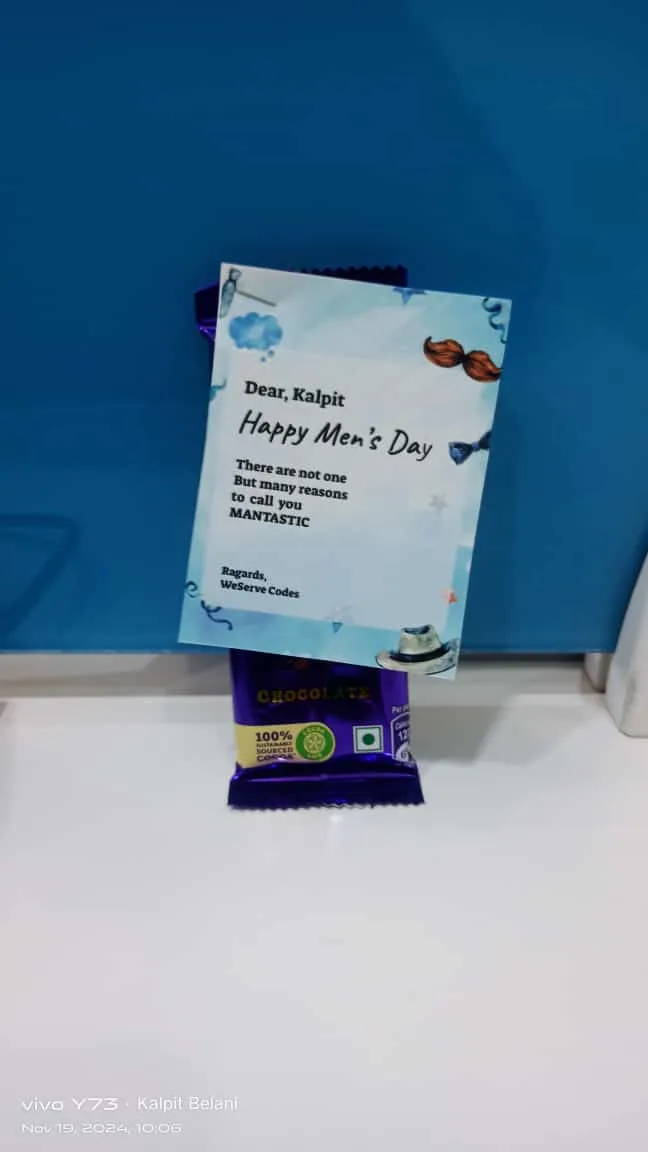 Dear, Kalpit
Happy Men's Day
There are not one
But many reasons
to call you
MANTASTIC
Ragards,
WeServe Codes
CHOCOLATE
100%
SUSTAINABLY
SOURCED
COCOA*
vivo Y73 · Kalpit Belani
Nov 19, 2024, 10:06